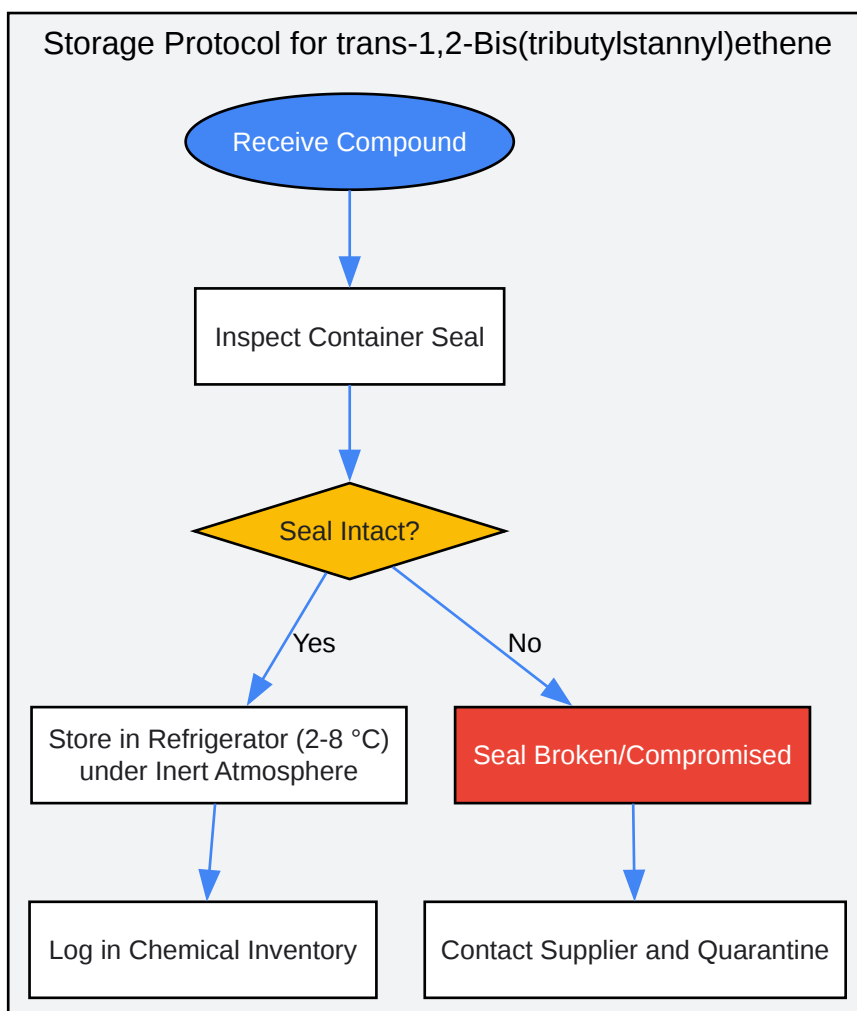 Storage Protocol for trans-1,2-Bis(tributylstannyl)ethene
Receive Compound
Inspect Container Seal
Seal Intact?
Yes
No
Store in Refrigerator (2-8 °C)
under Inert Atmosphere
Seal Broken/Compromised
Log in Chemical Inventory
Contact Supplier and Quarantine